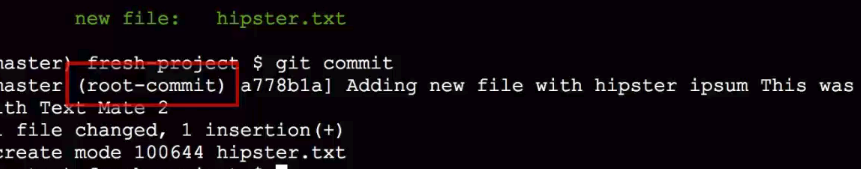 new file:   hipster.txt
master) fresh-project $ git commit
master (root-commit) a778b1a] Adding new file with hipster ipsum This was
ith Text Mate 2
file changed, 1 insertion(+)
create mode 100644 hipster.txt